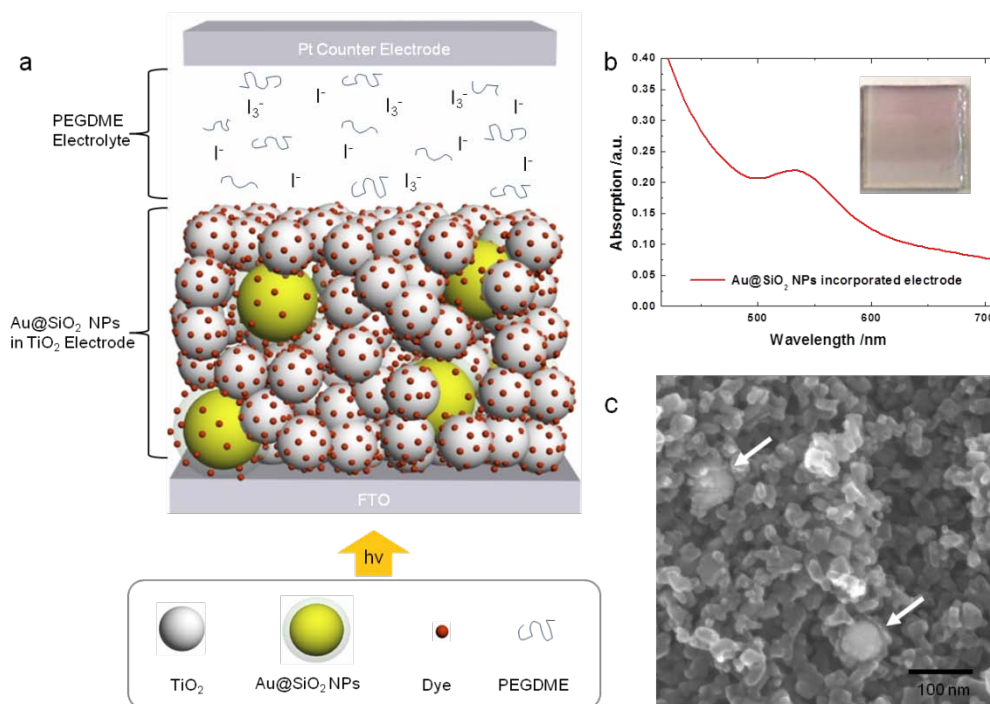 a
Pt Counter Electrode
PEGDME
Electrolyte
I₃⁻ I⁻ I₃⁻ I₃⁻ I⁻
I⁻ I⁻ I⁻
I⁻ I₃⁻ I⁻
Au@SiO₂ NPs
in TiO₂ Electrode
FTO
hv
TiO₂
Au@SiO₂ NPs
Dye
PEGDME
b
0.40
0.35
0.30
0.25
0.20
0.15
0.10
0.05
0.00
Absorption /a.u.
Au@SiO₂ NPs incorporated electrode
500 600 700
Wavelength /nm
c
100 nm